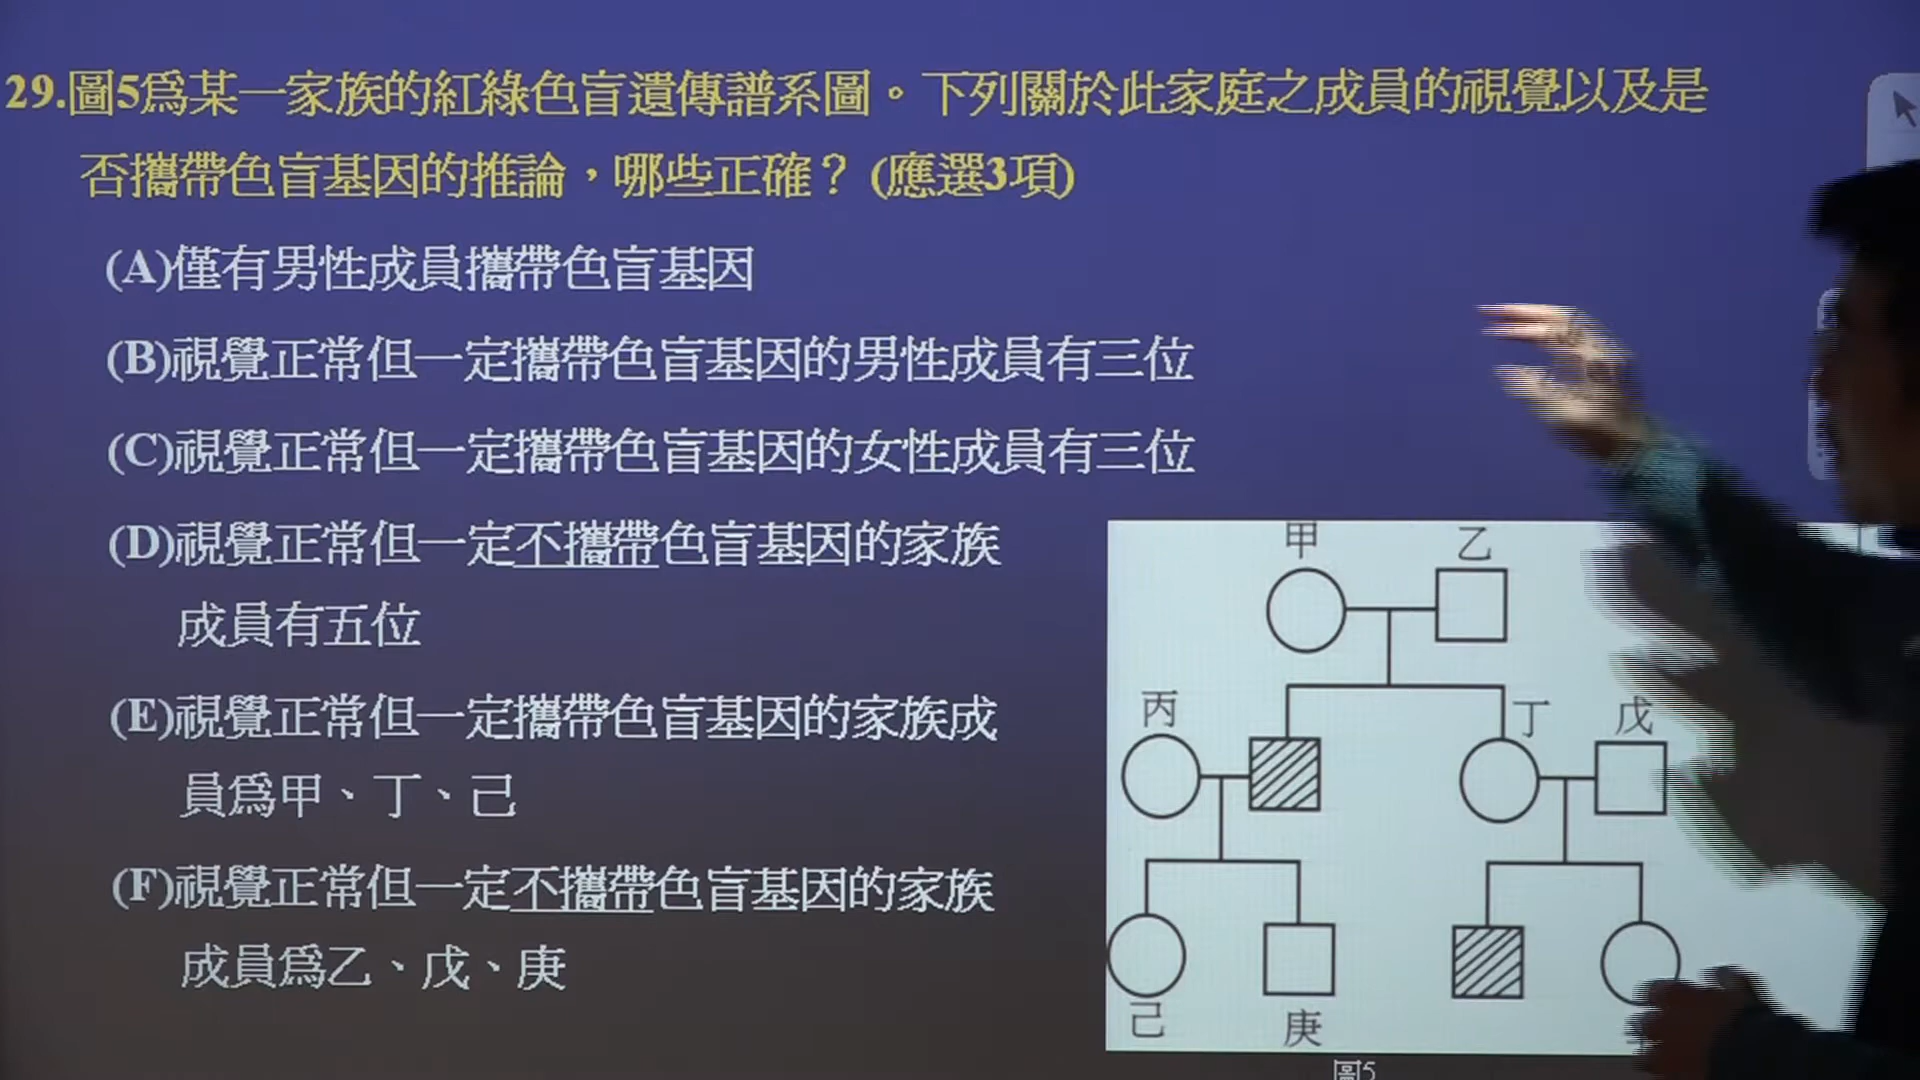 29.圖5爲某一家族的紅綠色盲遺傳譜系圖。下列關於此家庭之成員的視覺以及是
否攜帶色盲基因的推論，哪些正確？(應選3項)
(A)僅有男性成員攜帶色盲基因
(B)視覺正常但一定攜帶色盲基因的男性成員有三位
(C)視覺正常但一定攜帶色盲基因的女性成員有三位
(D)視覺正常但一定不攜帶色盲基因的家族
成員有五位
(E)視覺正常但一定攜帶色盲基因的家族成
員爲甲、丁、己
(F)視覺正常但一定不攜帶色盲基因的家族
成員爲乙、戊、庚
甲
乙
丙
丁
戊
己
庚
圖5